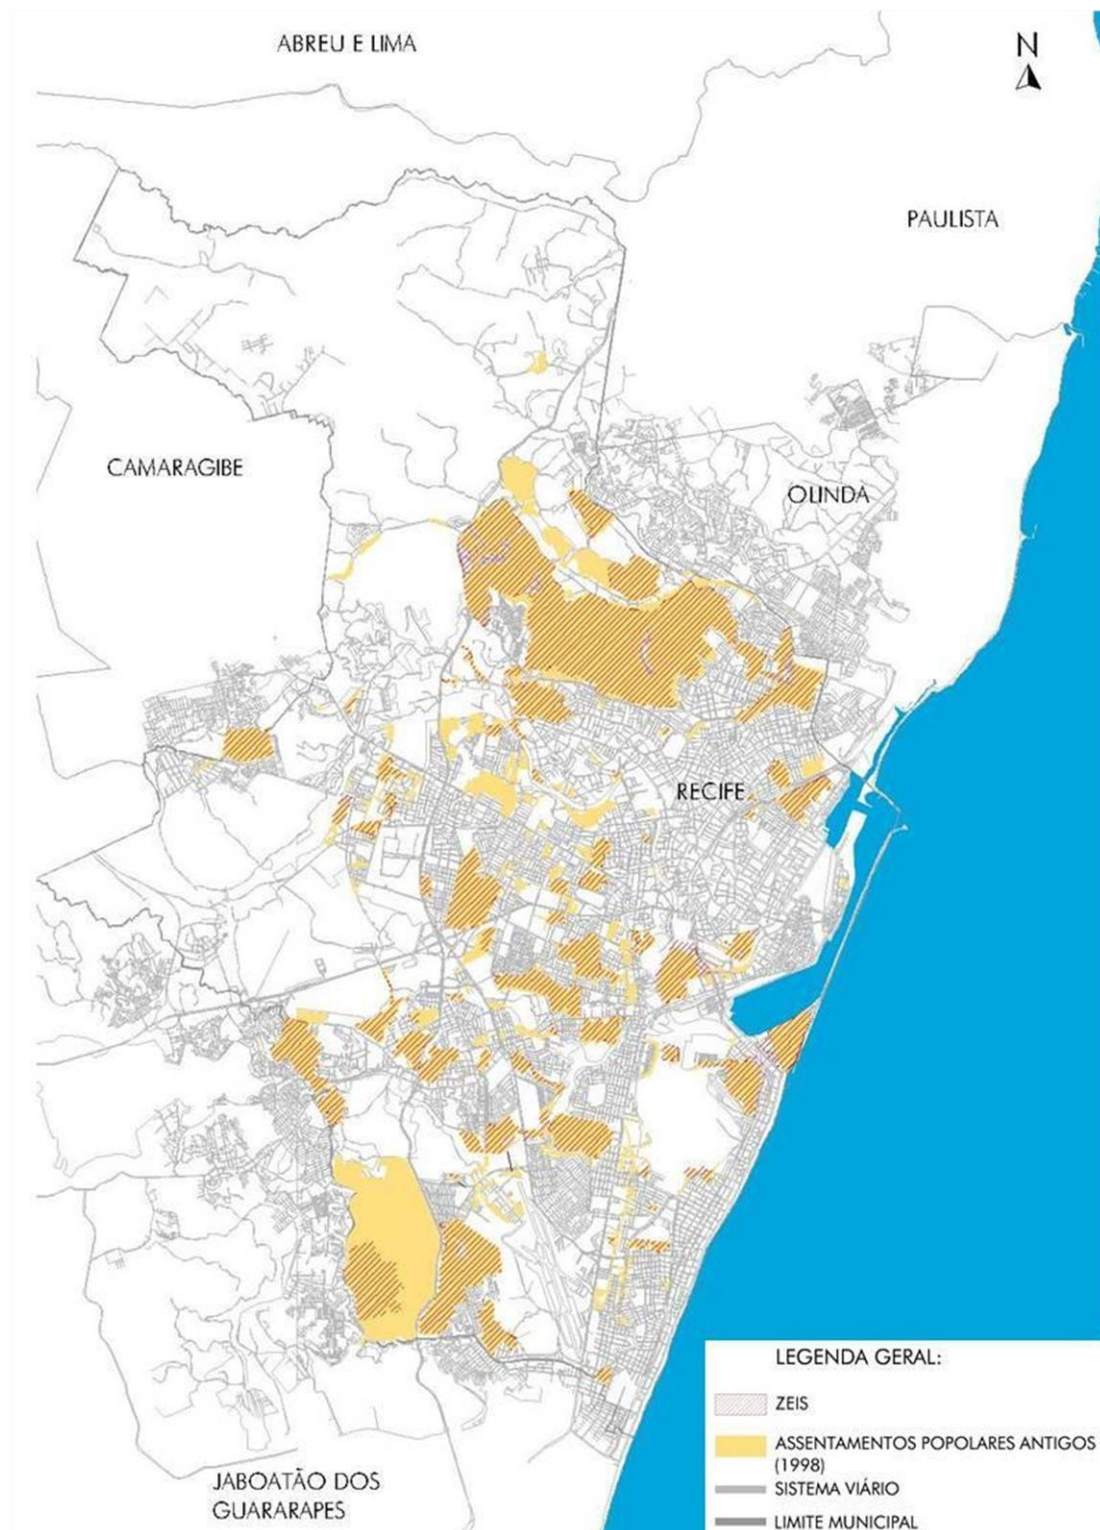 ABREU E LIMA
N
PAULISTA
CAMARAGIBE
OLINDA
RECIFE
LEGENDA GERAL:
ZEIS
ASSENTAMENTOS POPOLARES ANTIGOS
(1998)
SISTEMA VIÁRIO
LIMITE MUNICIPAL
JABOATÃO DOS
GUARARAPES